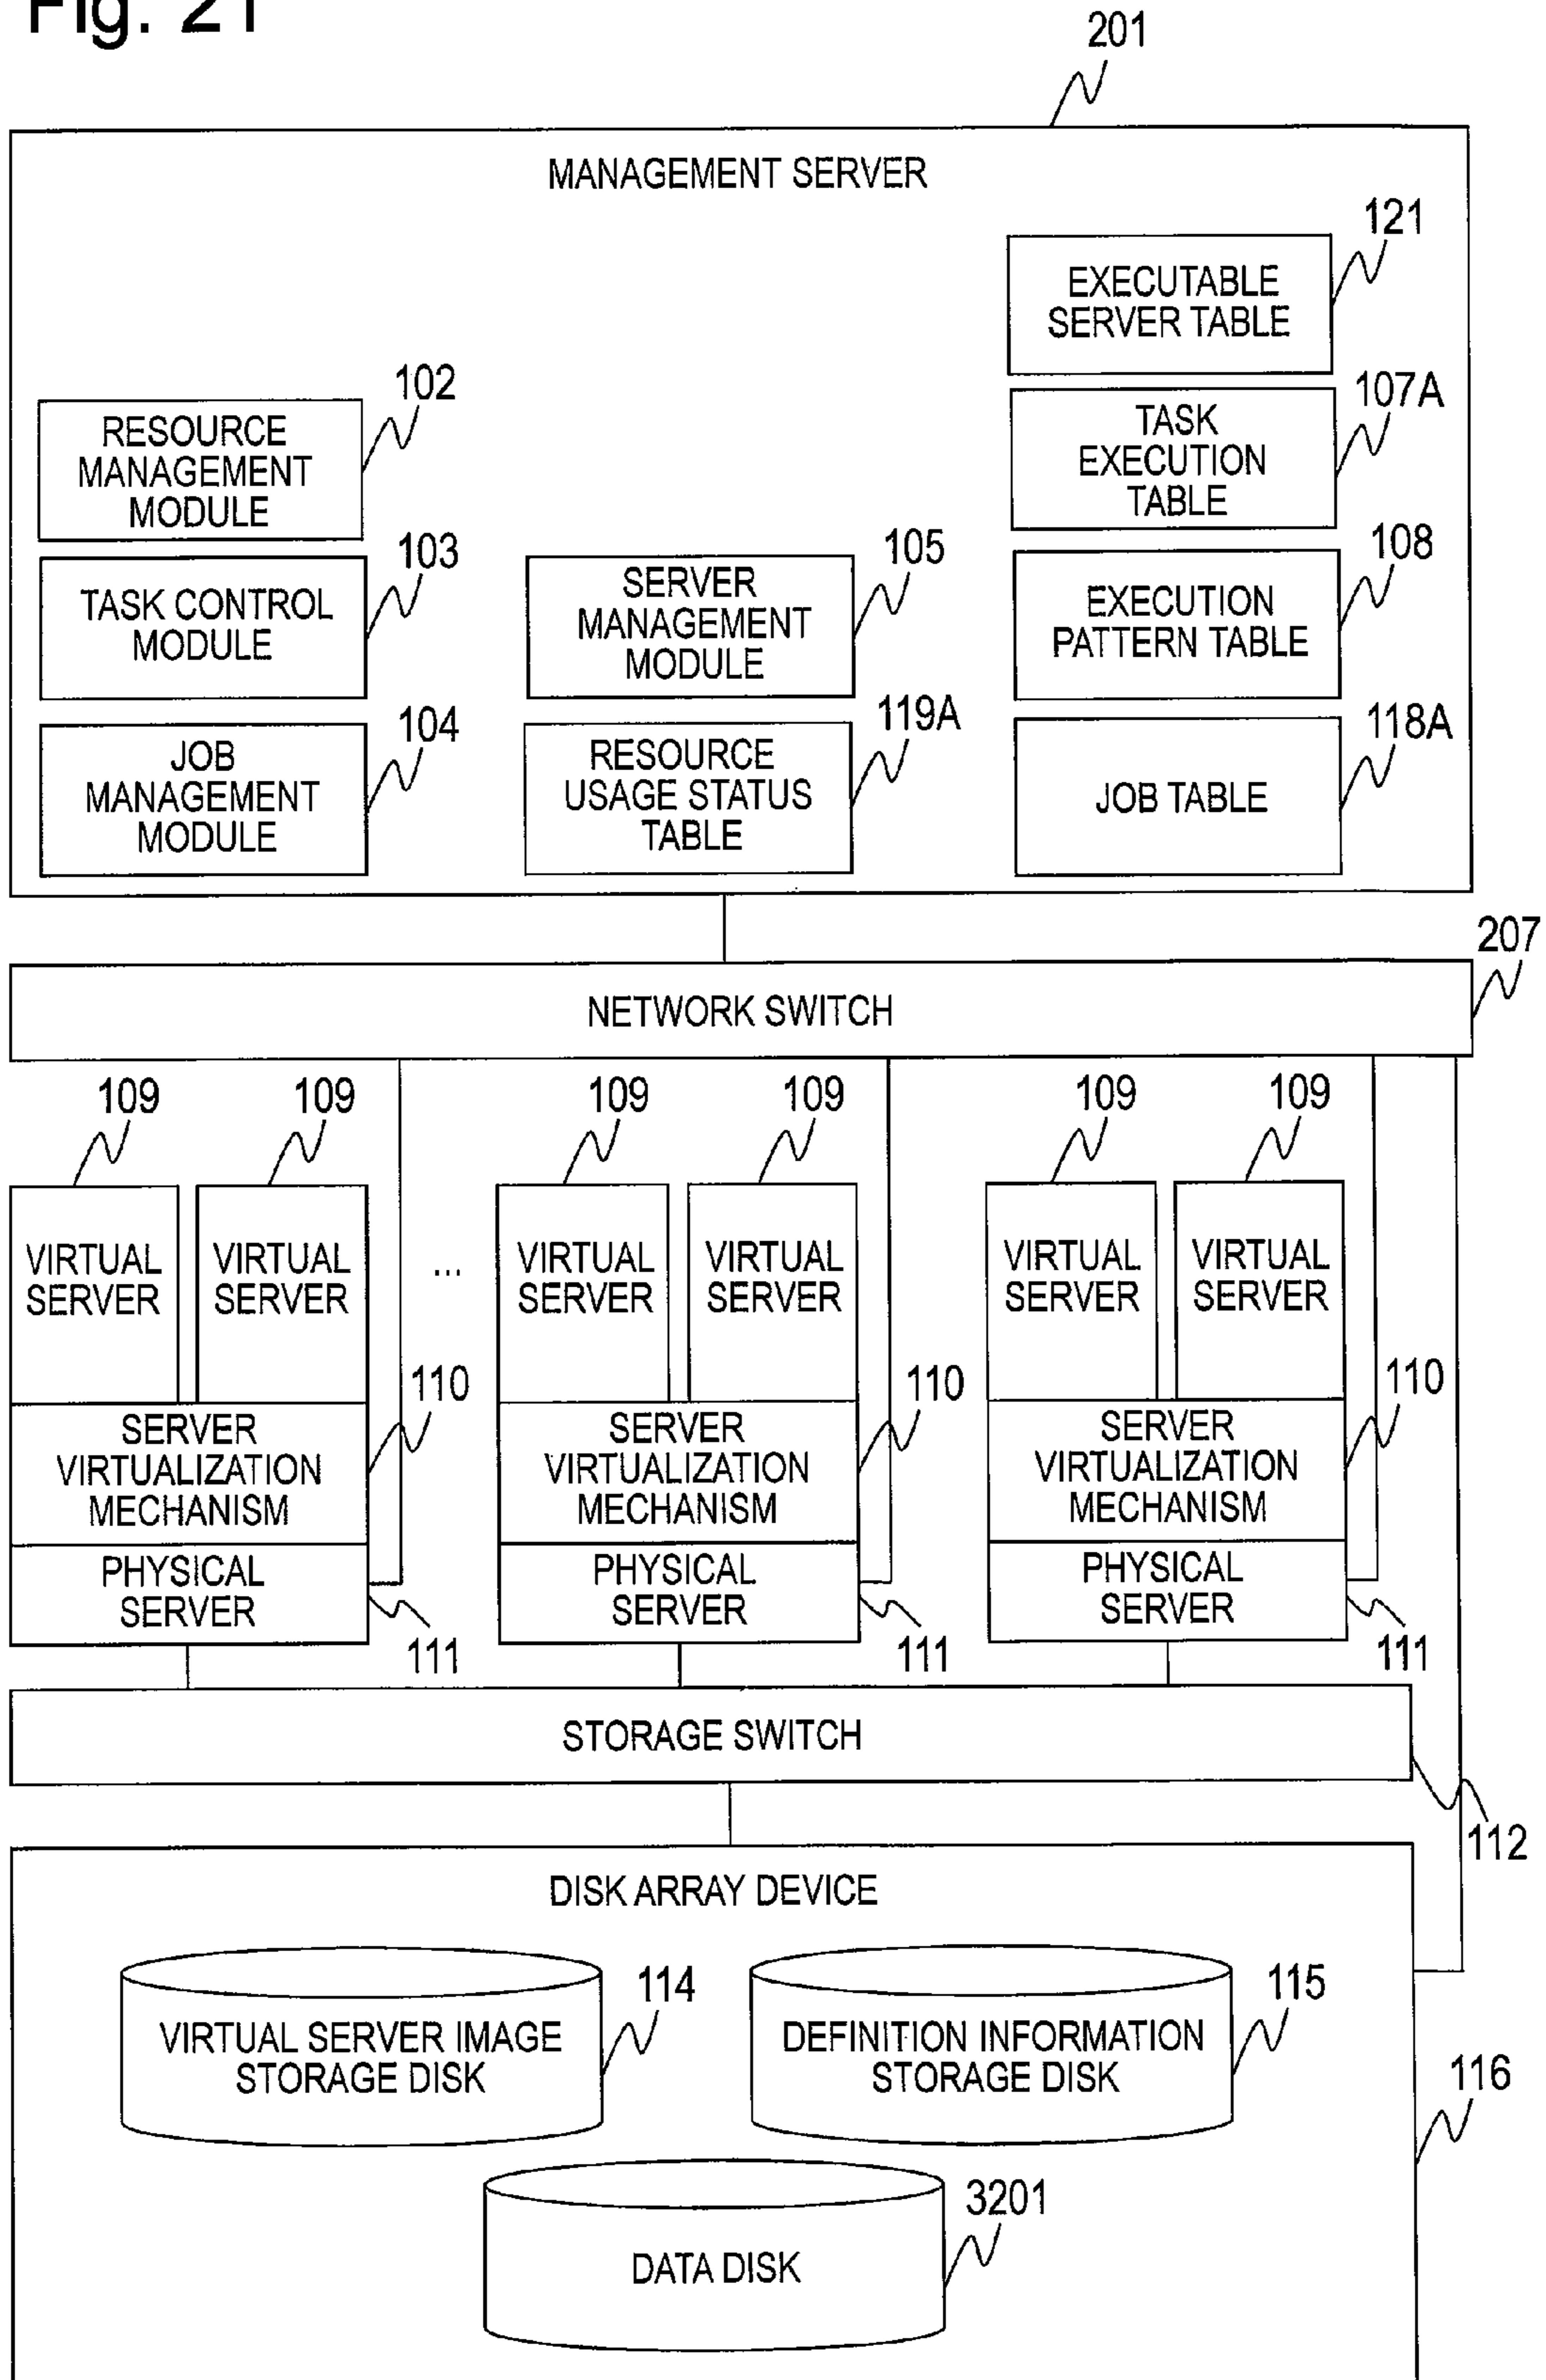 Fig. 21
201
MANAGEMENT SERVER
121
EXECUTABLE
SERVER TABLE
102
RESOURCE
MANAGEMENT
MODULE
107A
TASK
EXECUTION
TABLE
103
TASK CONTROL
MODULE
105
SERVER
MANAGEMENT
MODULE
108
EXECUTION
PATTERN TABLE
104
JOB
MANAGEMENT
MODULE
119A
RESOURCE
USAGE STATUS
TABLE
118A
JOB TABLE
207
NETWORK SWITCH
109
109
109
109
109
109
VIRTUAL
SERVER
VIRTUAL
SERVER
...
VIRTUAL
SERVER
VIRTUAL
SERVER
VIRTUAL
SERVER
VIRTUAL
SERVER
110
110
110
SERVER
VIRTUALIZATION
MECHANISM
SERVER
VIRTUALIZATION
MECHANISM
SERVER
VIRTUALIZATION
MECHANISM
PHYSICAL
SERVER
PHYSICAL
SERVER
PHYSICAL
SERVER
111
111
111
STORAGE SWITCH
112
DISK ARRAY DEVICE
114
VIRTUAL SERVER IMAGE
STORAGE DISK
115
DEFINITION INFORMATION
STORAGE DISK
116
3201
DATA DISK